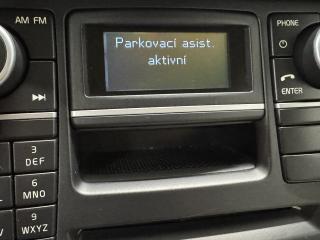 AM FM
PHONE
Parkovací asist.
aktivní
ENTER
3
DEF
6
MNO
9
WXYZ